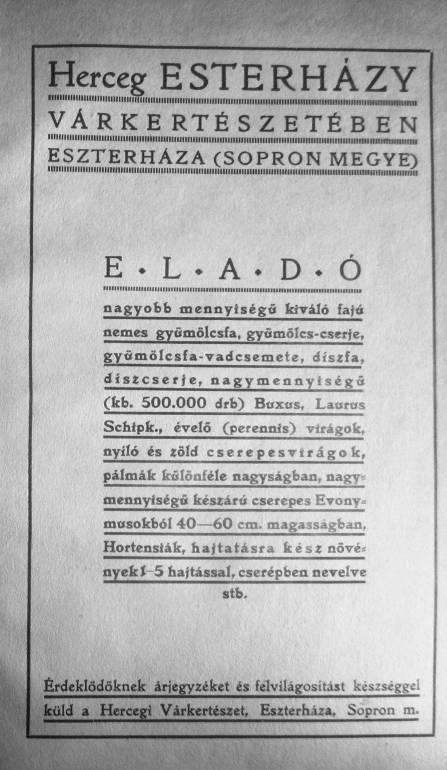 Herceg ESTERHÁZY
VÁRKERTÉSZETÉBEN
ESZTERHÁZA (SOPRON MEGYE)
E • L • A • D • Ó
nagyobb mennyiségű kiváló fajú
nemes gyümölcsfa, gyümölcs-cserje,
gyümölcsfa-vadcsemete, díszfa,
díszcserje, nagymennyiségű
(kb. 500.000 drb) Buxus, Laurus
Schipk., évelő (perennis) virágok,
nyíló és zöld cserepesvirágok,
pálmák különféle nagyságban, nagy-
mennyiségű készárú cserepes Evony-
musokból 40—60 cm. magasságban,
Hortensiák, hajtatásra kész növé-
nyek 1-5 hajtással, cserépben nevelve
stb.
Érdeklődőknek árjegyzéket és felvilágosítást készséggel
küld a Hercegi Várkertészet, Eszterháza, Sopron m.